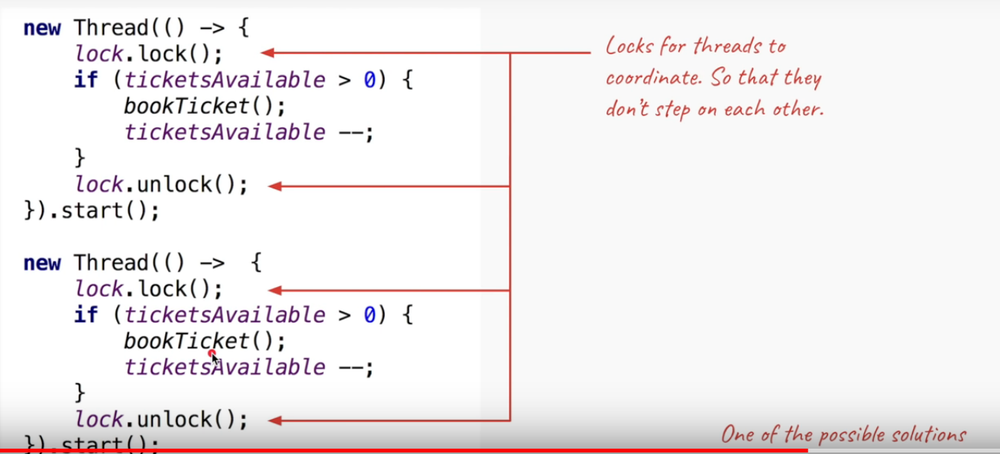 new Thread(() -> {
lock.lock();
if (ticketsAvailable > 0) {
bookTicket();
ticketsAvailable --;
}
lock.unlock();
}).start();
new Thread(() ->  {
lock.lock();
if (ticketsAvailable > 0) {
bookTicket();
ticketsAvailable --;
}
lock.unlock();
}).start();
Locks for threads to
coordinate. So that they
don't step on each other.
One of the possible solutions